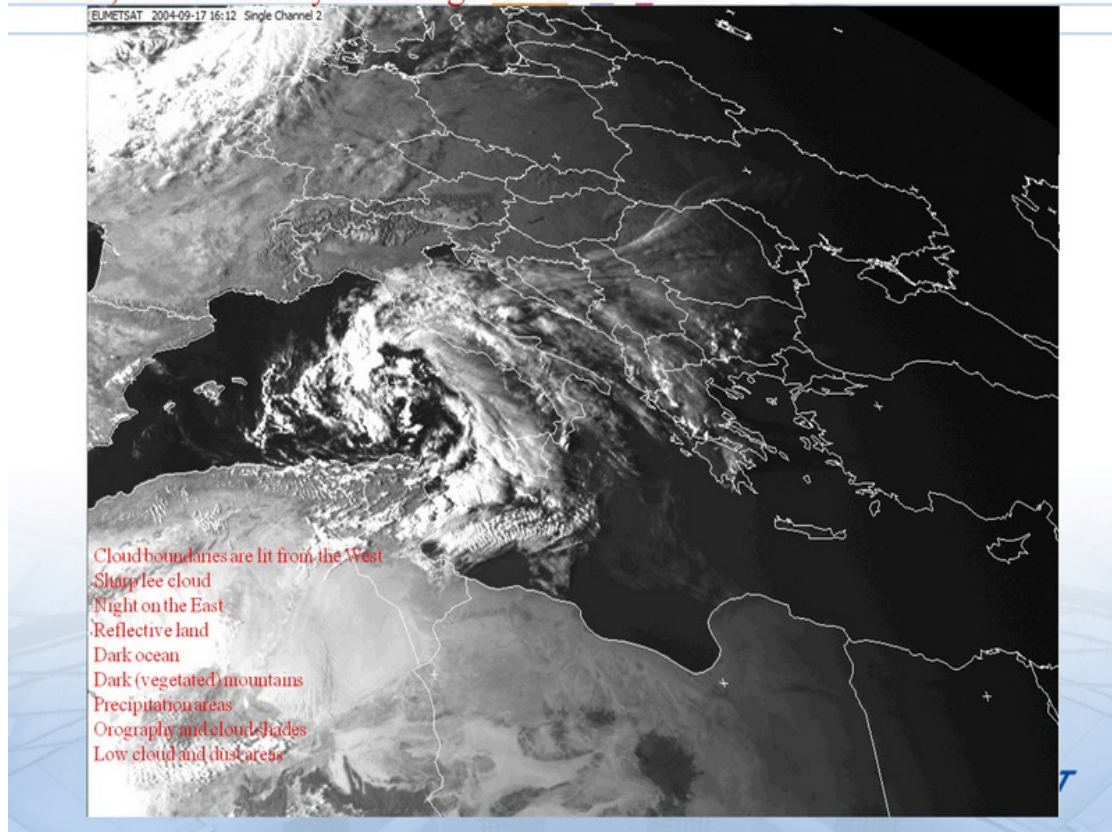 EUMETSAT 2004-09-17 16:12 Single Channel 2
Cloud boundaries are lit from the West
Sharp lee cloud
Night on the East
Reflective land
Dark ocean
Dark (vegetated) mountains
Precipitation areas
Orography and cloud shades
Low cloud and dust areas
T